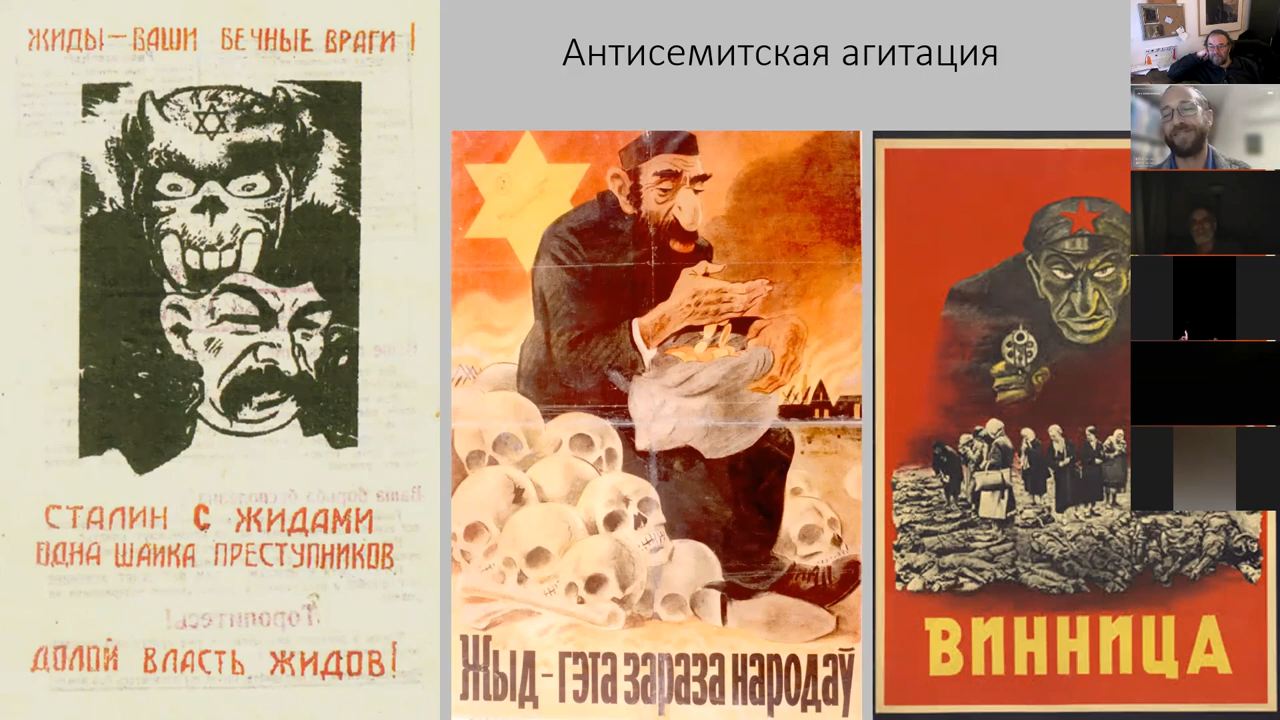 Антисемитская агитация
ЖИДЫ – ВАШИ ВЕЧНЫЕ ВРАГИ!
СТАЛИН С ЖИДАМИ
ОДНА ШАЙКА ПРЕСТУПНИКОВ
ДОЛОЙ ВЛАСТЬ ЖИДОВ!
Жыд - гэта зараза народаў
ВИННИЦА